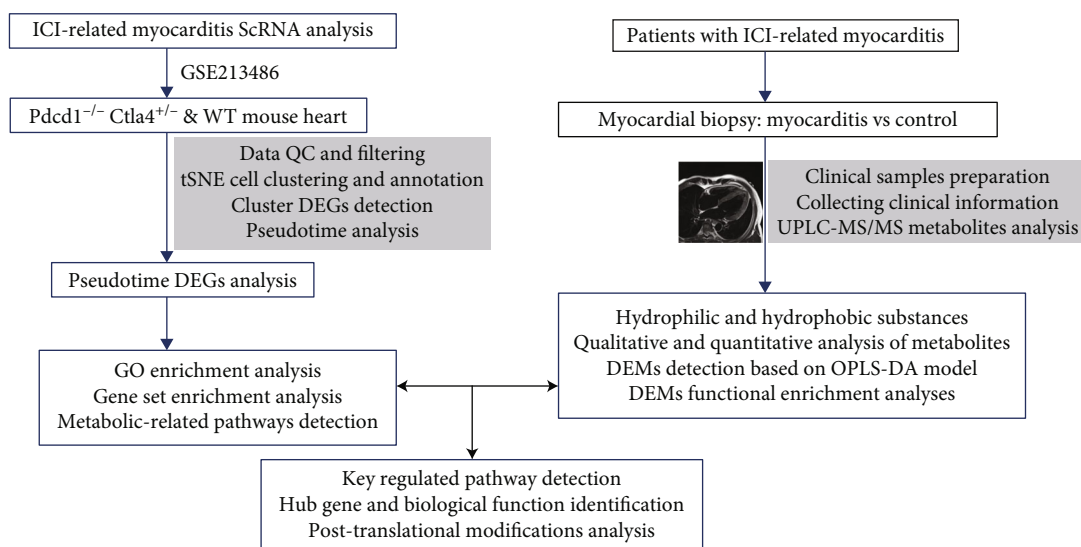 ICI-related myocarditis ScRNA analysis
GSE213486
Pdcd1⁻/⁻ Ctla4⁺/⁻ & WT mouse heart
Data QC and filtering
tSNE cell clustering and annotation
Cluster DEGs detection
Pseudotime analysis
Pseudotime DEGs analysis
GO enrichment analysis
Gene set enrichment analysis
Metabolic-related pathways detection
Patients with ICI-related myocarditis
Myocardial biopsy: myocarditis vs control
Clinical samples preparation
Collecting clinical information
UPLC-MS/MS metabolites analysis
Hydrophilic and hydrophobic substances
Qualitative and quantitative analysis of metabolites
DEMs detection based on OPLS-DA model
DEMs functional enrichment analyses
Key regulated pathway detection
Hub gene and biological function identification
Post-translational modifications analysis